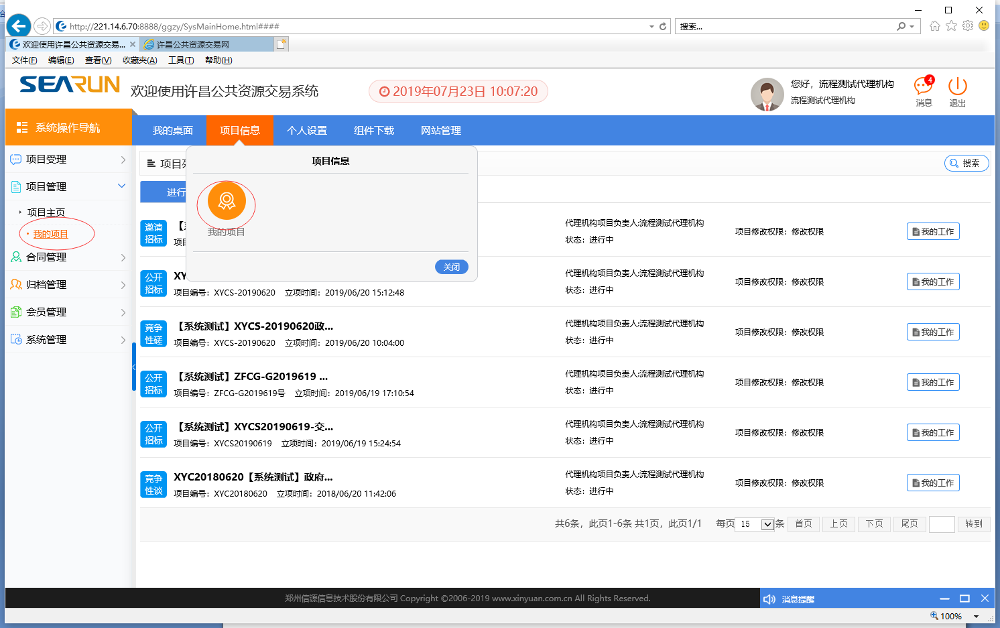 http://221.14.6.70:8888/ggzy/SysMainHome.html####
搜索...
欢迎使用许昌公共资源交易...
许昌公共资源交易网
文件(F) 编辑(E) 查看(V) 收藏夹(A) 工具(T) 帮助(H)
SEARUN
欢迎使用许昌公共资源交易系统
2019年07月23日 10:07:20
您好，流程测试代理机构
流程测试代理机构
4
消息
退出
系统操作导航
我的桌面 项目信息 个人设置 组件下载 网站管理
项目受理
项目管理
项目主页
我的项目
合同管理
归档管理
会员管理
系统管理
项目
搜索
进行
项目信息
我的项目
关闭
邀请
招标
【
项目
代理机构项目负责人:流程测试代理机构
状态：进行中
项目修改权限：修改权限
我的工作
公开
招标
XY
项目编号：XYCS-20190620 立项时间：2019/06/20 15:12:48
代理机构项目负责人:流程测试代理机构
状态：进行中
项目修改权限：修改权限
我的工作
竞争
性磋
【系统测试】XYCS-20190620政...
项目编号：XYCS-20190620 立项时间：2019/06/20 10:04:00
代理机构项目负责人:流程测试代理机构
状态：进行中
项目修改权限：修改权限
我的工作
公开
招标
【系统测试】ZFCG-G2019619 ...
项目编号：ZFCG-G2019619号 立项时间：2019/06/19 17:10:54
代理机构项目负责人:流程测试代理机构
状态：进行中
项目修改权限：修改权限
我的工作
公开
招标
【系统测试】XYCS20190619-交...
项目编号：XYCS20190619 立项时间：2019/06/19 15:24:54
代理机构项目负责人:流程测试代理机构
状态：进行中
项目修改权限：修改权限
我的工作
竞争
性谈
XYC20180620【系统测试】政府...
项目编号：XYC20180620 立项时间：2018/06/20 11:42:06
代理机构项目负责人:流程测试代理机构
状态：进行中
项目修改权限：修改权限
我的工作
共6条，此页1-6条 共1页，此页1/1 每页 15 条 首页 上页 下页 尾页 转到
郑州信源信息技术股份有限公司 Copyright ©2006-2019 www.xinyuan.com.cn All Rights Reserved.
消息提醒
100%